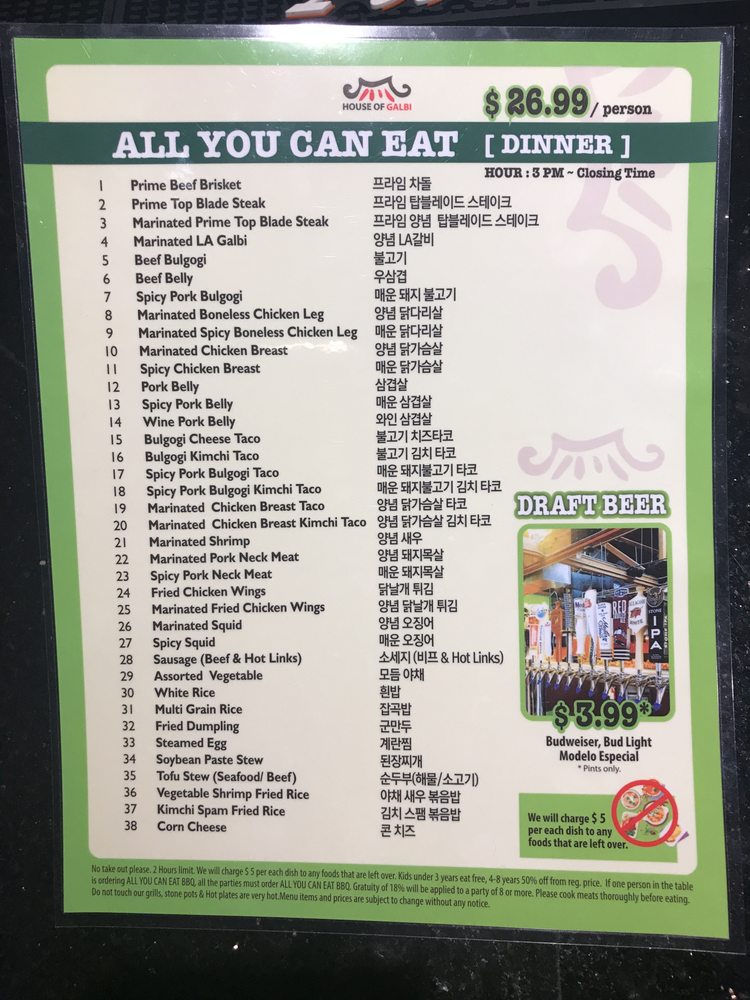 HOUSE OF GALBI
$ 26.99 / person
ALL YOU CAN EAT [ DINNER ]
HOUR : 3 PM ~ Closing Time
1 Prime Beef Brisket 프라임 차돌
2 Prime Top Blade Steak 프라임 탑블레이드 스테이크
3 Marinated Prime Top Blade Steak 프라임 양념 탑블레이드 스테이크
4 Marinated LA Galbi 양념 LA갈비
5 Beef Bulgogi 불고기
6 Beef Belly 우삼겹
7 Spicy Pork Bulgogi 매운 돼지 불고기
8 Marinated Boneless Chicken Leg 양념 닭다리살
9 Marinated Spicy Boneless Chicken Leg 매운 닭다리살
10 Marinated Chicken Breast 양념 닭가슴살
11 Spicy Chicken Breast 매운 닭가슴살
12 Pork Belly 삼겹살
13 Spicy Pork Belly 매운 삼겹살
14 Wine Pork Belly 와인 삼겹살
15 Bulgogi Cheese Taco 불고기 치즈타코
16 Bulgogi Kimchi Taco 불고기 김치 타코
17 Spicy Pork Bulgogi Taco 매운 돼지불고기 타코
18 Spicy Pork Bulgogi Kimchi Taco 매운 돼지불고기 김치 타코
19 Marinated Chicken Breast Taco 양념 닭가슴살 타코
20 Marinated Chicken Breast Kimchi Taco 양념 닭가슴살 김치 타코
21 Marinated Shrimp 양념 새우
22 Marinated Pork Neck Meat 양념 돼지목살
23 Spicy Pork Neck Meat 매운 돼지목살
24 Fried Chicken Wings 닭날개 튀김
25 Marinated Fried Chicken Wings 양념 닭날개 튀김
26 Marinated Squid 양념 오징어
27 Spicy Squid 매운 오징어
28 Sausage (Beef & Hot Links) 소세지 (비프 & Hot Links)
29 Assorted Vegetable 모듬 야채
30 White Rice 흰밥
31 Multi Grain Rice 잡곡밥
32 Fried Dumpling 군만두
33 Steamed Egg 계란찜
34 Soybean Paste Stew 된장찌개
35 Tofu Stew (Seafood/ Beef) 순두부(해물/소고기)
36 Vegetable Shrimp Fried Rice 야채 새우 볶음밥
37 Kimchi Spam Fried Rice 김치 스팸 볶음밥
38 Corn Cheese 콘 치즈
DRAFT BEER
RED
STONE
IPA
$ 3.99*
Budweiser, Bud Light
Modelo Especial
* Pints only.
We will charge $ 5
per each dish to any
foods that are left over.
No take out please. 2 Hours limit. We will charge $ 5 per each dish to any foods that are left over. Kids under 3 years eat free, 4-8 years 50% off from reg. price. If one person in the table
is ordering ALL YOU CAN EAT BBQ, all the parties must order ALL YOU CAN EAT BBQ. Gratuity of 18% will be applied to a party of 8 or more. Please cook meats thoroughly before eating.
Do not touch our grills, stone pots & Hot plates are very hot.Menu items and prices are subject to change without any notice.